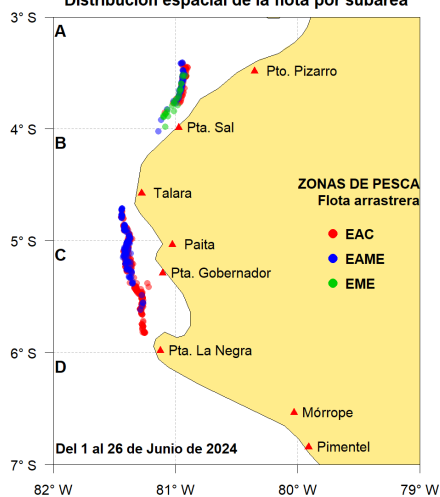 Distribución espacial de la flota por subárea
3° S
A
Pto. Pizarro
4° S
Pta. Sal
B
ZONAS DE PESCA
Flota arrastrera
Talara
EAC
5° S
Paita
C
EAME
Pta. Gobernador
EME
6° S
Pta. La Negra
D
Mórrope
Del 1 al 26 de Junio de 2024
Pimentel
7° S
82° W
81° W
80° W
79° W